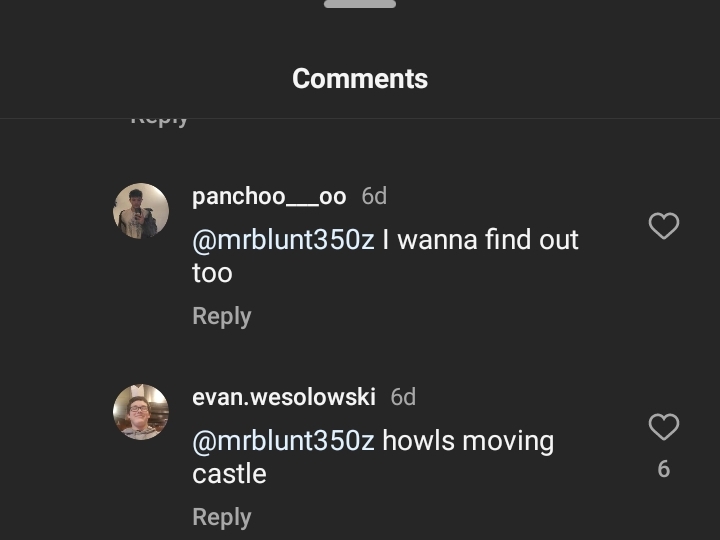 Comments
Reply
panchoo___oo 6d
@mrblunt350z I wanna find out
too
Reply
evan.wesolowski 6d
@mrblunt350z howls moving
castle
6
Reply